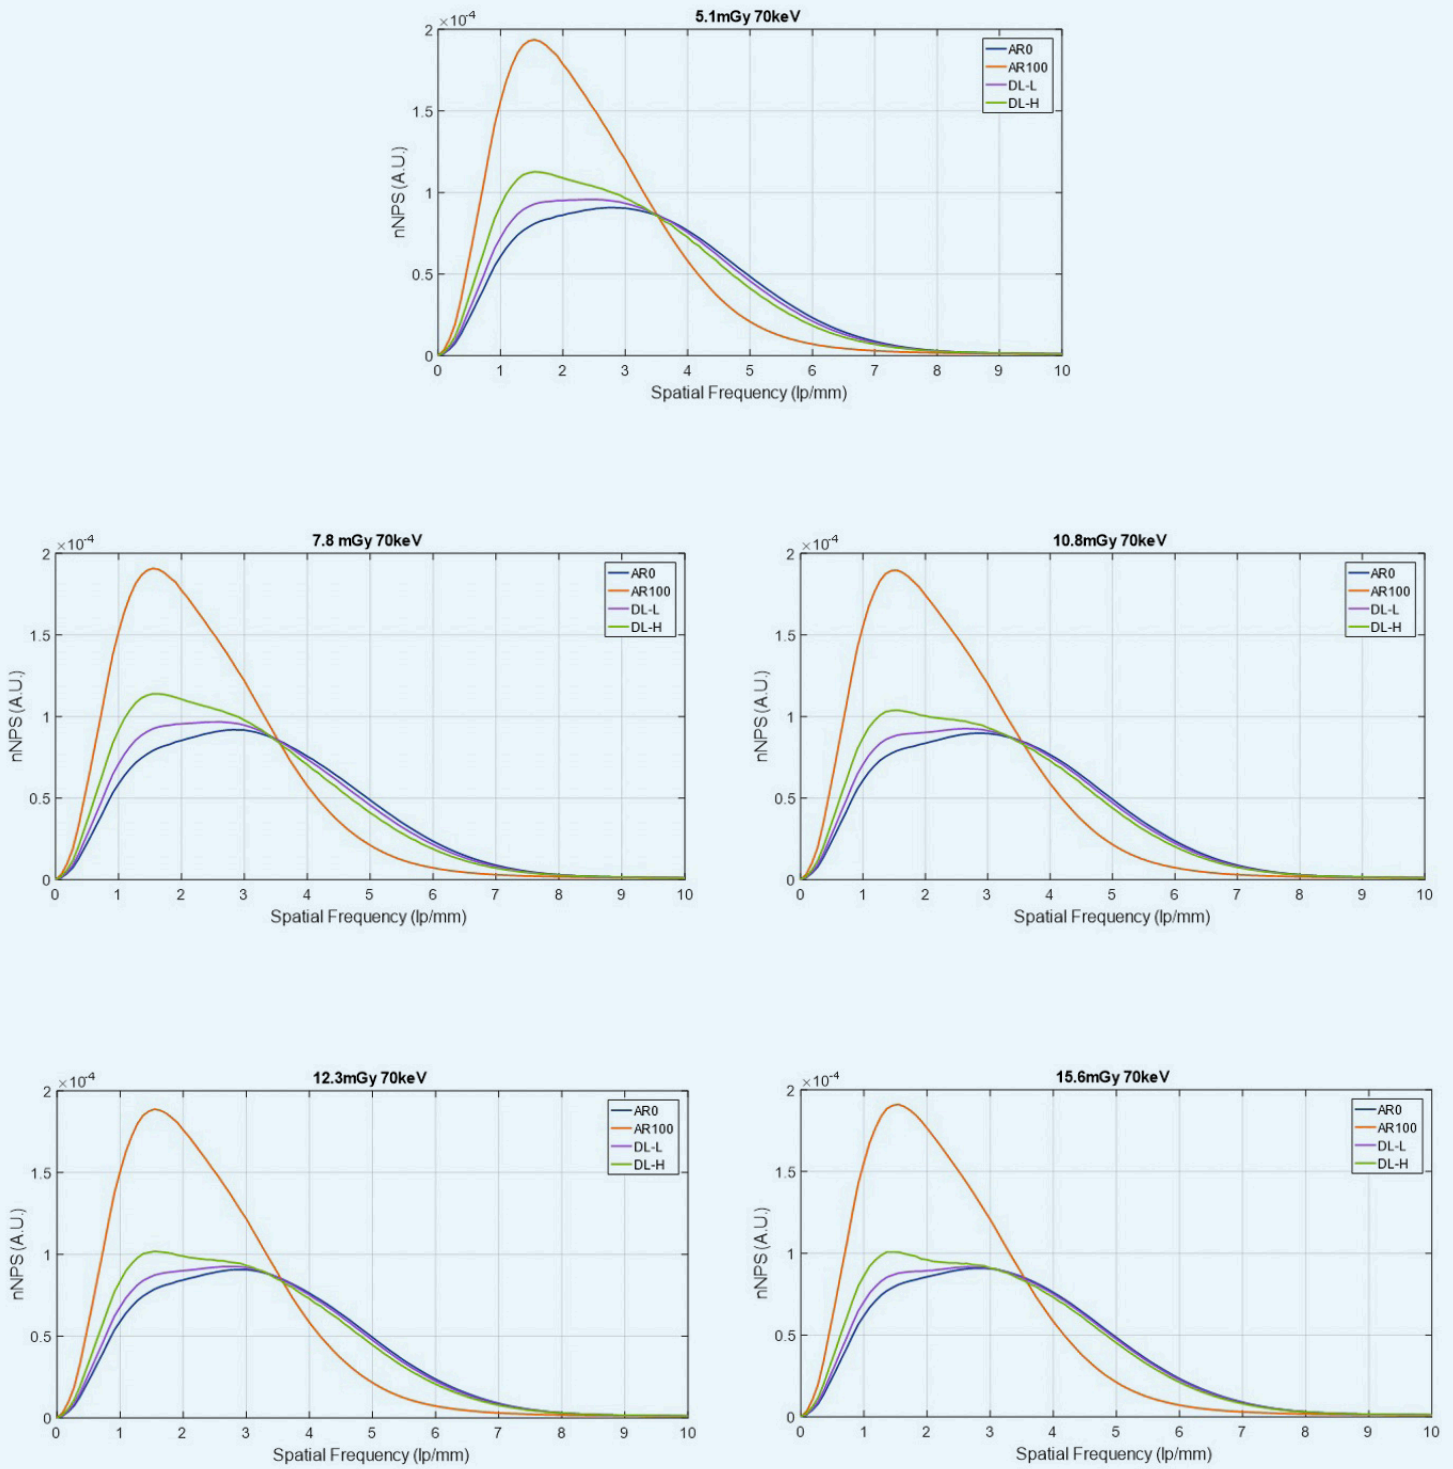 5.1mGy 70keV
×10-4
2
1.5
1
0.5
0
nNPS (A.U.)
AR0
AR100
DL-L
DL-H
0 1 2 3 4 5 6 7 8 9 10
Spatial Frequency (lp/mm)
7.8 mGy 70keV
×10-4
2
1.5
1
0.5
0
nNPS (A.U.)
AR0
AR100
DL-L
DL-H
0 1 2 3 4 5 6 7 8 9 10
Spatial Frequency (lp/mm)
10.8mGy 70keV
×10-4
2
1.5
1
0.5
0
nNPS (A.U.)
AR0
AR100
DL-L
DL-H
0 1 2 3 4 5 6 7 8 9 10
Spatial Frequency (lp/mm)
12.3mGy 70keV
×10-4
2
1.5
1
0.5
0
nNPS (A.U.)
AR0
AR100
DL-L
DL-H
0 1 2 3 4 5 6 7 8 9 10
Spatial Frequency (lp/mm)
15.6mGy 70keV
×10-4
2
1.5
1
0.5
0
nNPS (A.U.)
AR0
AR100
DL-L
DL-H
0 1 2 3 4 5 6 7 8 9 10
Spatial Frequency (lp/mm)